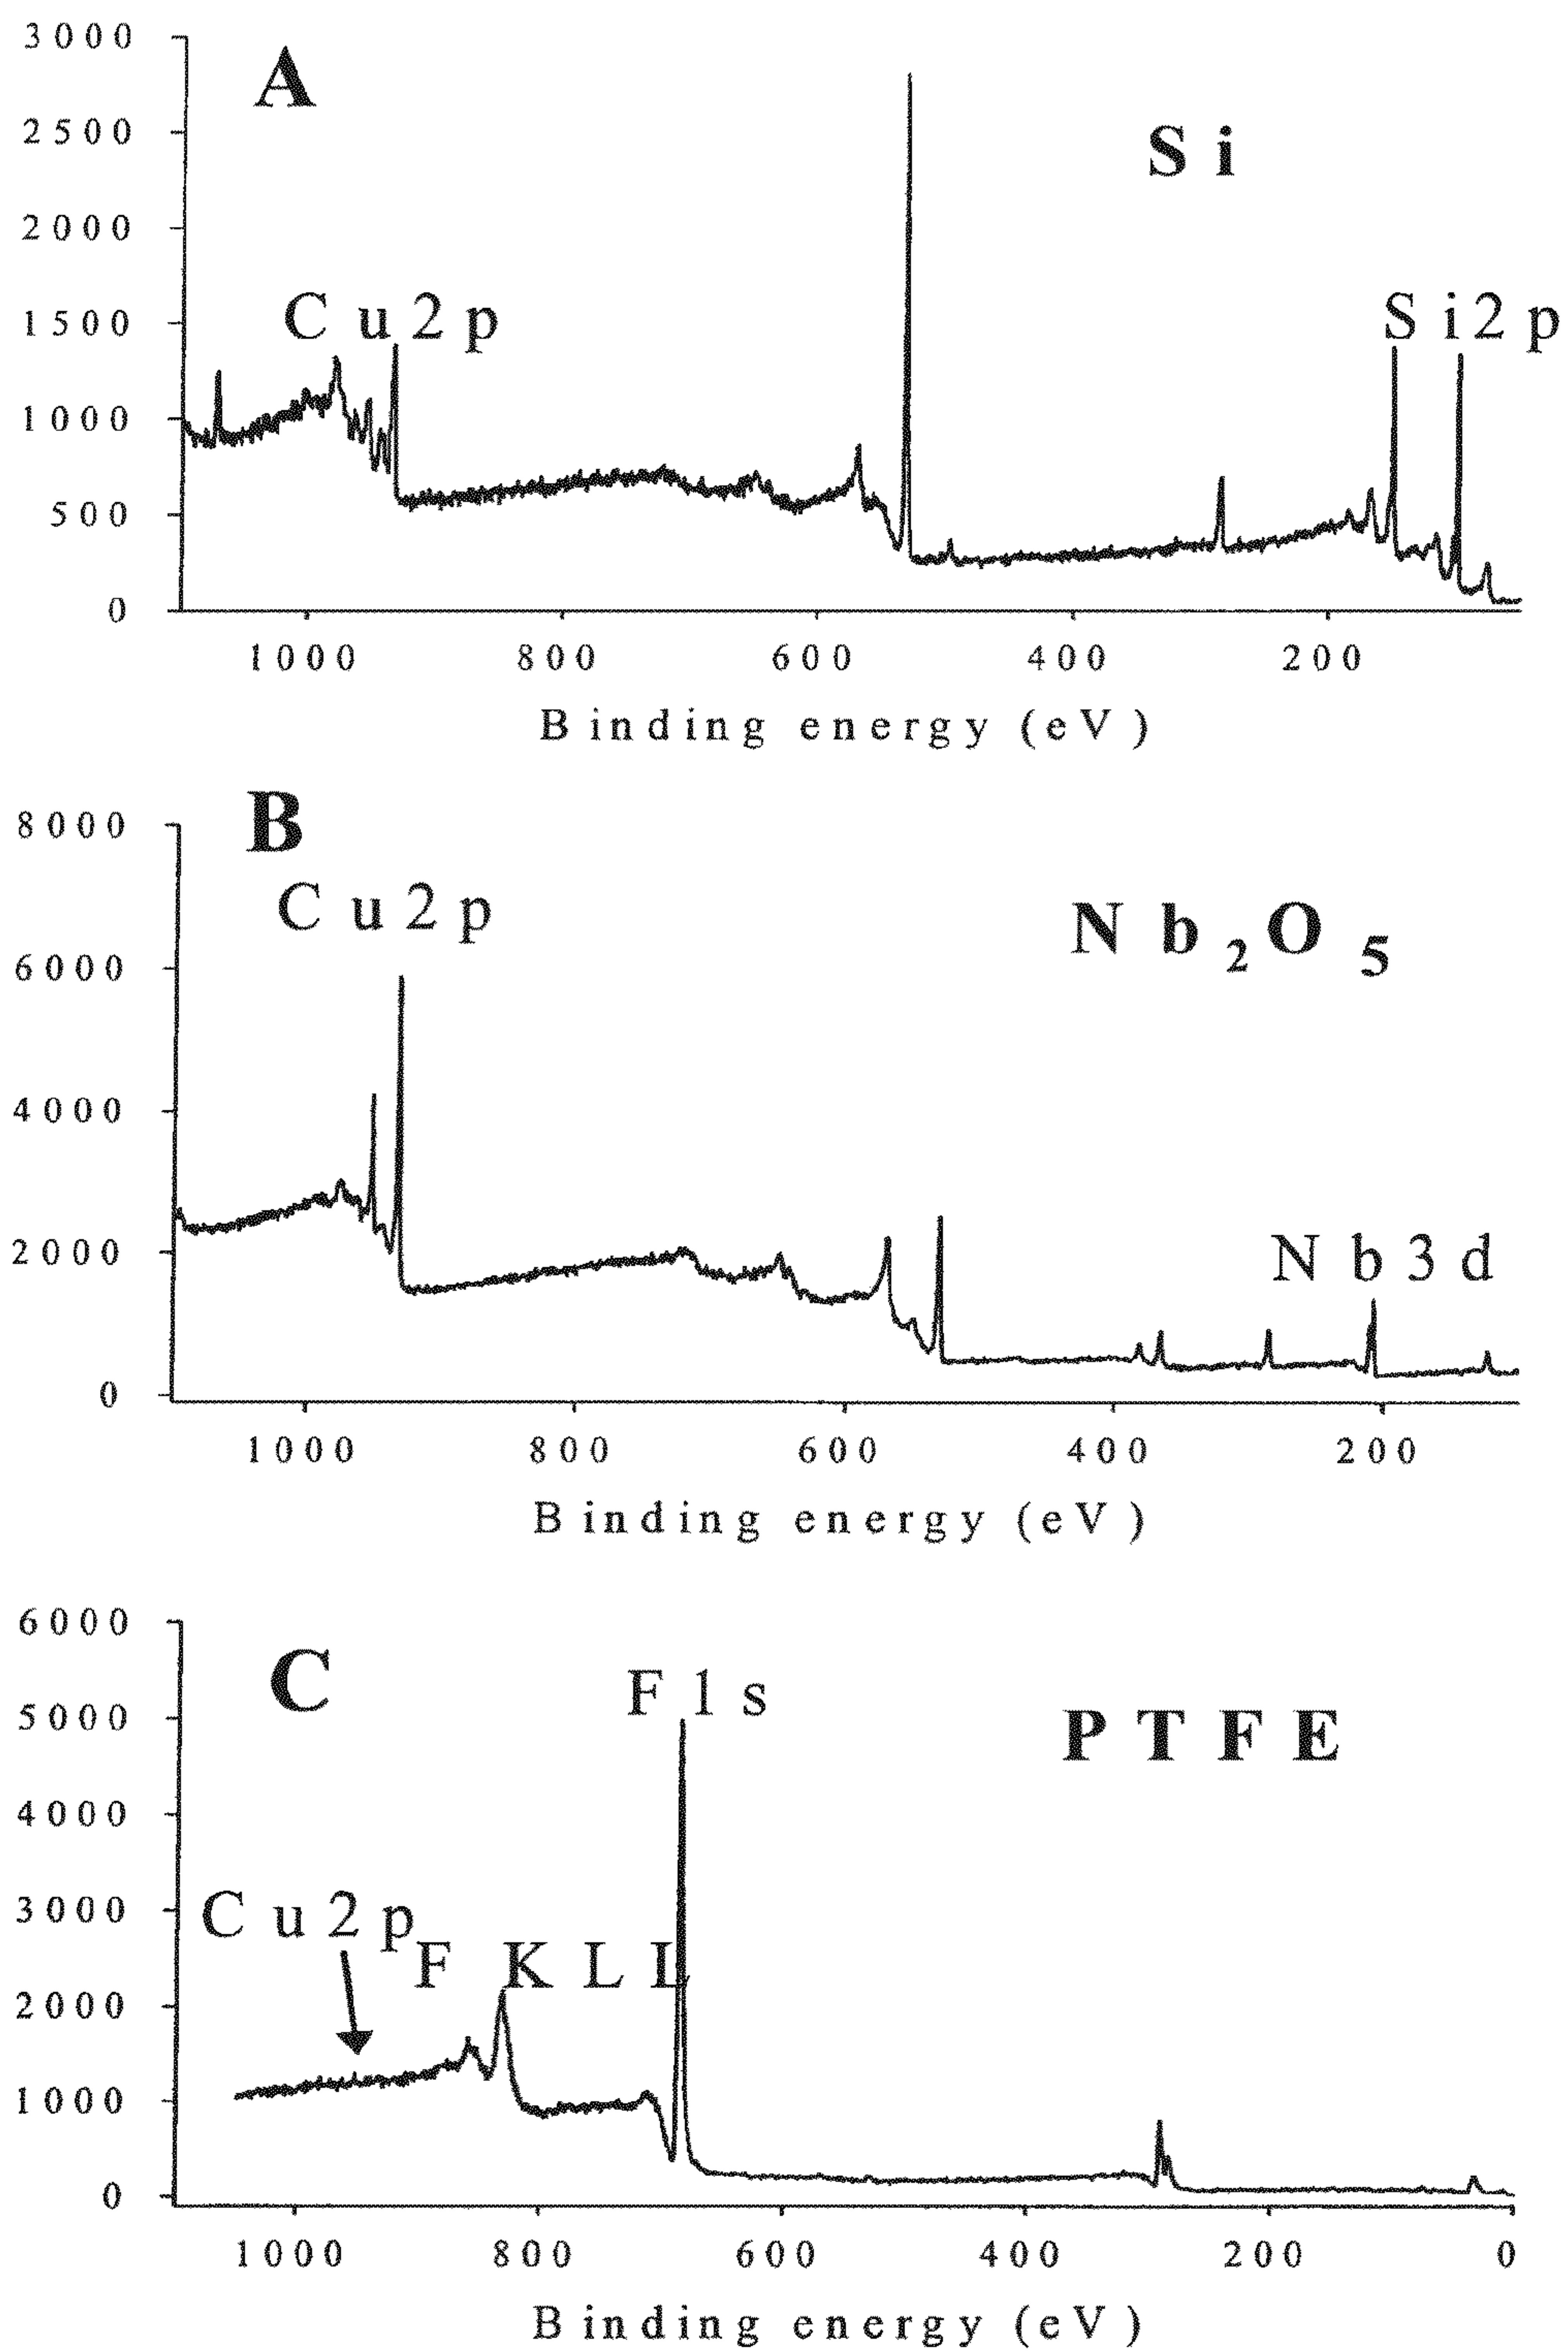 3000
A
2500
Si
2000
Cu2p
Si2p
1500
1000
500
0
1000 800 600 400 200
Binding energy (eV)
8000
B
Cu2p
Nb2O5
6000
4000
Nb3d
2000
0
1000 800 600 400 200
Binding energy (eV)
6000
C
F1s
PTFE
5000
4000
3000
Cu2p
F KLL
2000
1000
0
1000 800 600 400 200 0
Binding energy (eV)